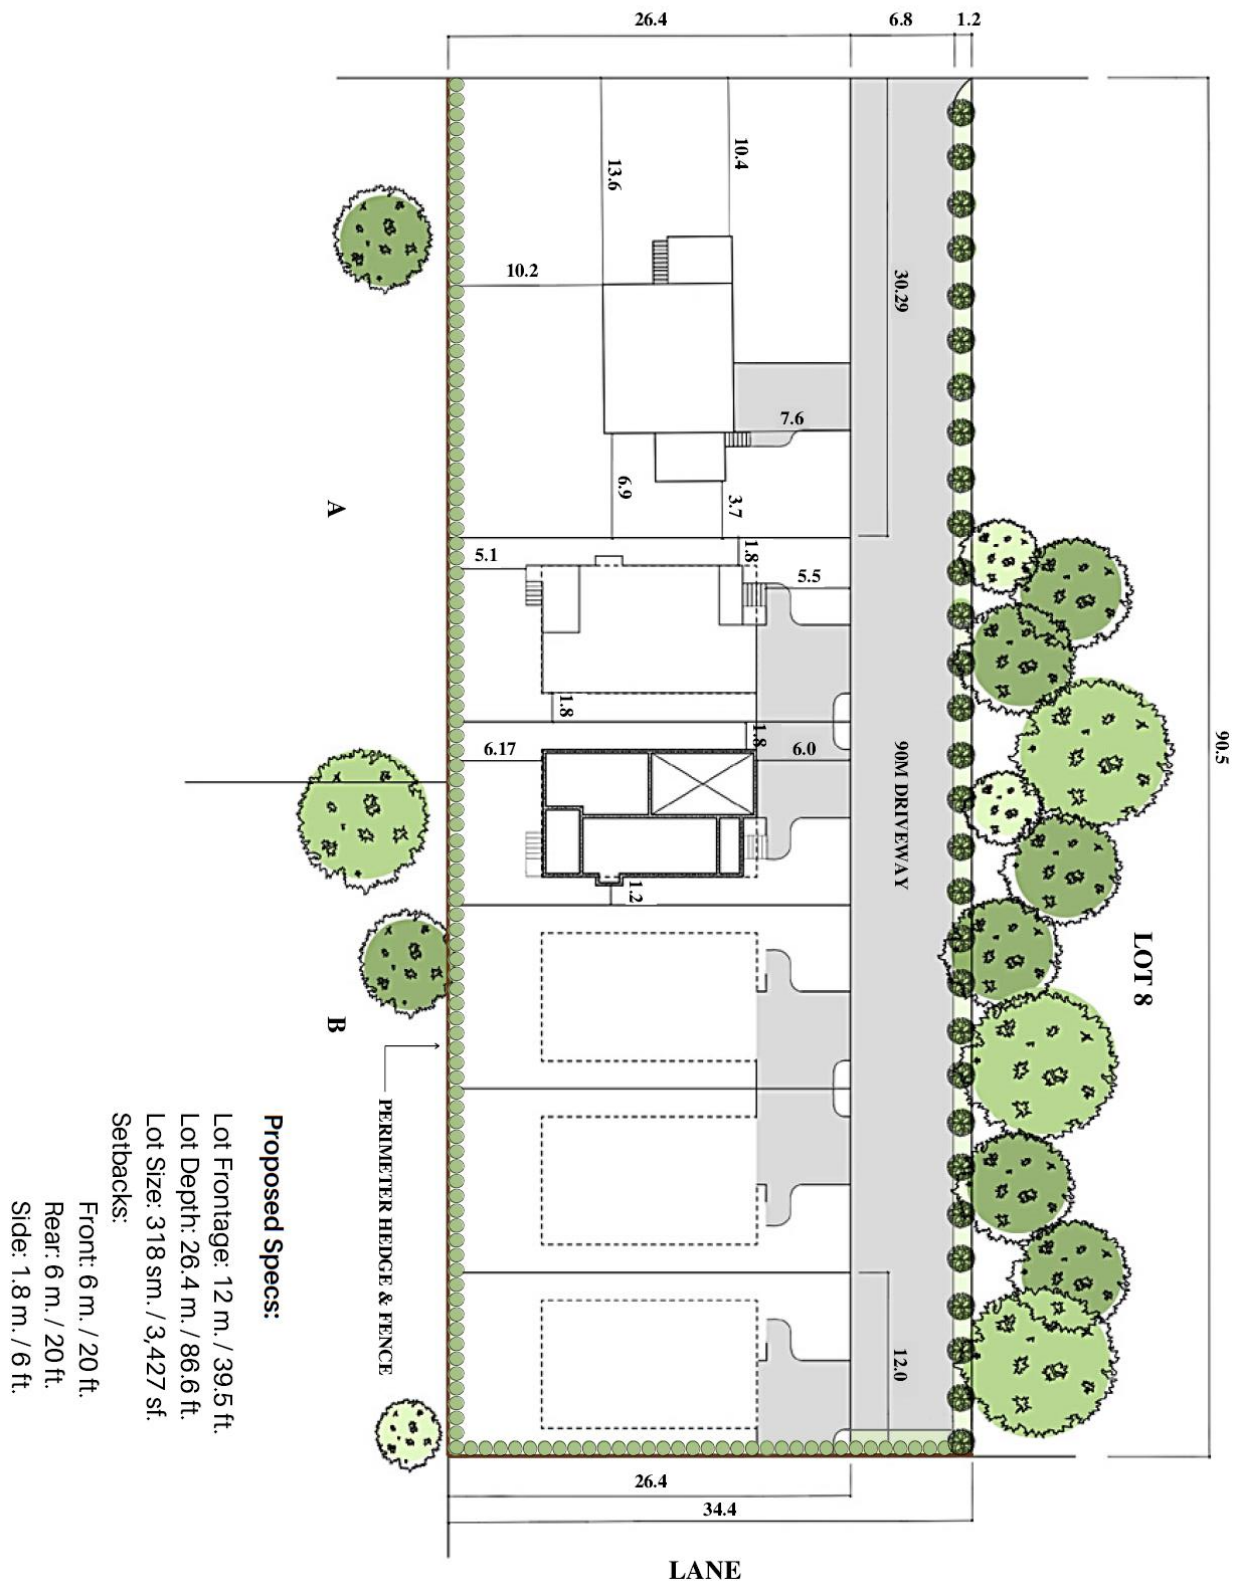 26.4
6.8
1.2
10.4
13.6
10.2
30.29
7.6
6.9
3.7
A
1.8
5.1
5.5
1.8
1.8
6.17
6.0
90M DRIVEWAY
90.5
1.2
LOT 8
B
PERIMETER HEDGE & FENCE
12.0
Proposed Specs:
Lot Frontage: 12 m. / 39.5 ft.
Lot Depth: 26.4 m. / 86.6 ft.
Lot Size: 318 sm. / 3,427 sf.
Setbacks:
Front: 6 m. / 20 ft.
Rear: 6 m. / 20 ft.
Side: 1.8 m. / 6 ft.
26.4
34.4
LANE